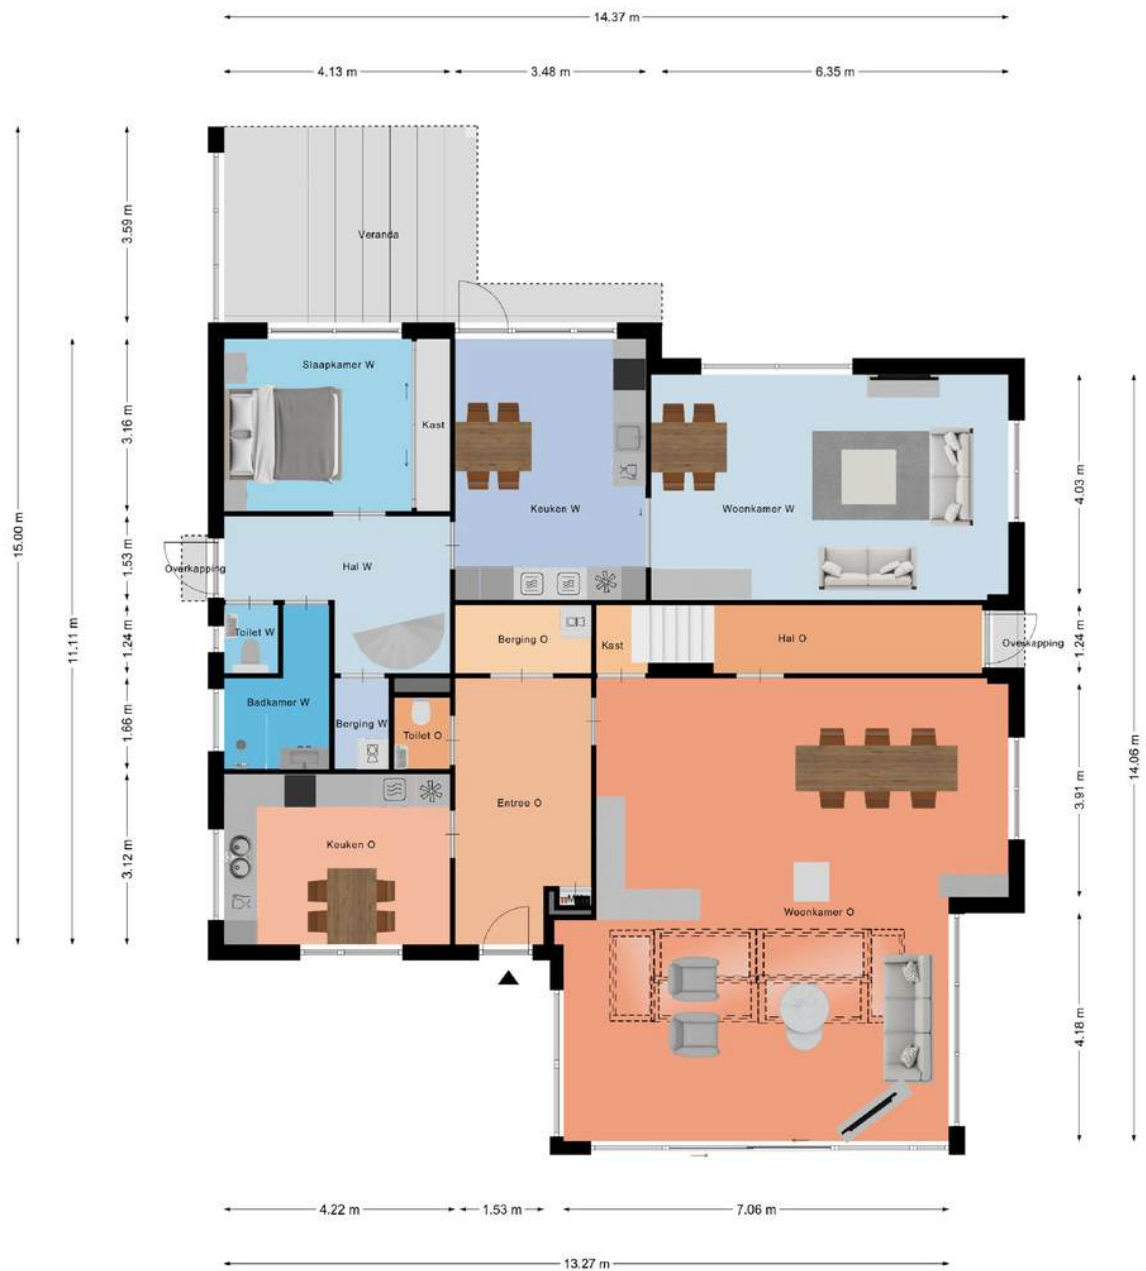 14.37 m
4.13 m
3.48 m
6.35 m
15.00 m
3.59 m
Veranda
11.11 m
3.16 m
Slaapkamer W
Kast
Keuken W
Woonkamer W
4.03 m
14.06 m
1.53 m
Overkapping
Hal W
1.24 m
Toilet W
Berging O
Kast
Hal O
Overkapping
1.24 m
1.66 m
Badkamer W
Berging W
Toilet O
3.12 m
Keuken O
Entree O
3.91 m
Woonkamer O
4.18 m
4.22 m
1.53 m
7.06 m
13.27 m